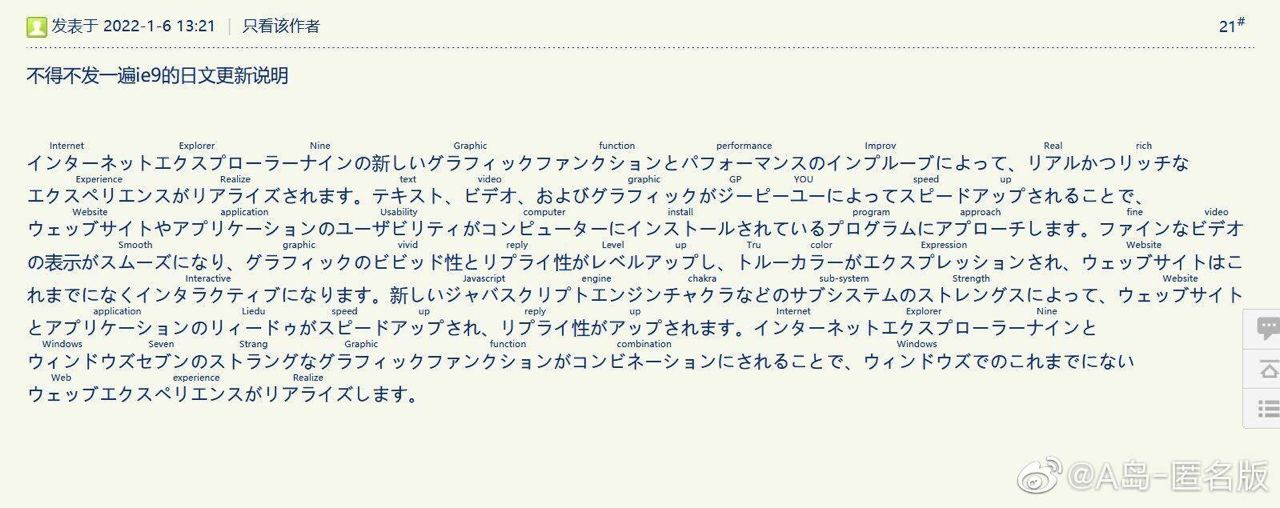 发表于 2022-1-6 13:21 | 只看该作者 21#
不得不发一遍ie9的日文更新说明
Internet Explorer Nine Graphic function performance Improv Real rich
インターネットエクスプローラーナインの新しいグラフィックファンクションとパフォーマンスのインプルーブによって、リアルかつリッチな
Experience Realize text video graphic GP YOU speed up
エクスペリエンスがリアライズされます。テキスト、ビデオ、およびグラフィックがジーピーユーによってスピードアップされることで、
Website application Usability computer install program approach fine video
ウェッブサイトやアプリケーションのユーザビリティがコンピューターにインストールされているプログラムにアプローチします。ファインなビデオ
Smooth graphic vivid reply Level up Tru color Expression Website
の表示がスムーズになり、グラフィックのビビッド性とリプライ性がレベルアップし、トルーカラーがエクスプレッションされ、ウェッブサイトはこ
Interactive Javascript engine chakra sub-system Strength Website
れまでになくインタラクティブになります。新しいジャバスクリプトエンジンチャクラなどのサブシステムのストレングスによって、ウェッブサイト
application Liedu speed up reply up Internet Explorer Nine
とアプリケーションのリィードゥがスピードアップされ、リプライ性がアップされます。インターネットエクスプローラーナインと
Windows Seven Strang Graphic function combination Windows
ウィンドウズセブンのストラングなグラフィックファンクションがコンビネーションにされることで、ウィンドウズでのこれまでにない
Web experience Realize
ウェッブエクスペリエンスがリアライズします。
@A岛-匿名版